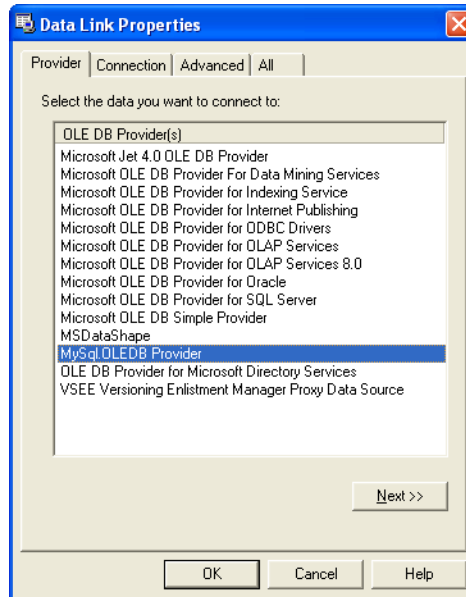 Data Link Properties
Provider Connection Advanced All
Select the data you want to connect to:
OLE DB Provider(s)
Microsoft Jet 4.0 OLE DB Provider
Microsoft OLE DB Provider For Data Mining Services
Microsoft OLE DB Provider for Indexing Service
Microsoft OLE DB Provider for Internet Publishing
Microsoft OLE DB Provider for ODBC Drivers
Microsoft OLE DB Provider for OLAP Services
Microsoft OLE DB Provider for OLAP Services 8.0
Microsoft OLE DB Provider for Oracle
Microsoft OLE DB Provider for SQL Server
Microsoft OLE DB Simple Provider
MSDataShape
MySql.OLEDB Provider
OLE DB Provider for Microsoft Directory Services
VSEE Versioning Enlistment Manager Proxy Data Source
Next >>
OK Cancel Help